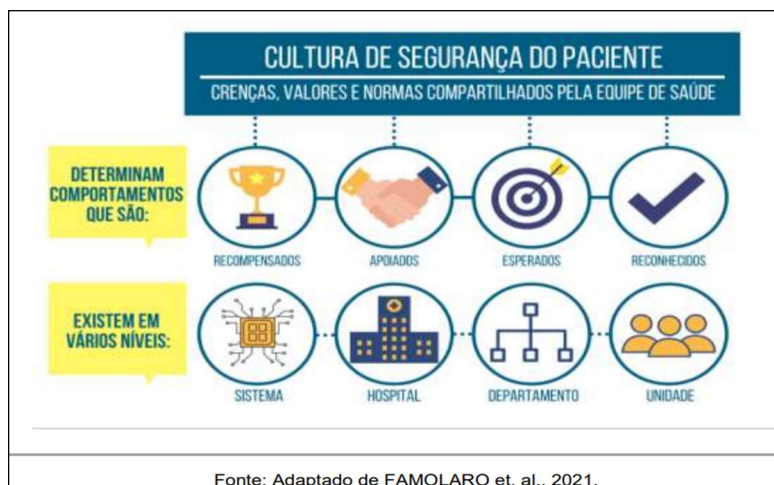 CULTURA DE SEGURANÇA DO PACIENTE
CRENÇAS, VALORES E NORMAS COMPARTILHADOS PELA EQUIPE DE SAÚDE
DETERMINAM
COMPORTAMENTOS
QUE SÃO:
RECOMPENSADOS
APOIADOS
ESPERADOS
RECONHECIDOS
EXISTEM EM
VÁRIOS NÍVEIS:
SISTEMA
HOSPITAL
DEPARTAMENTO
UNIDADE
Fonte: Adaptado de FAMOLARO et. al., 2021.